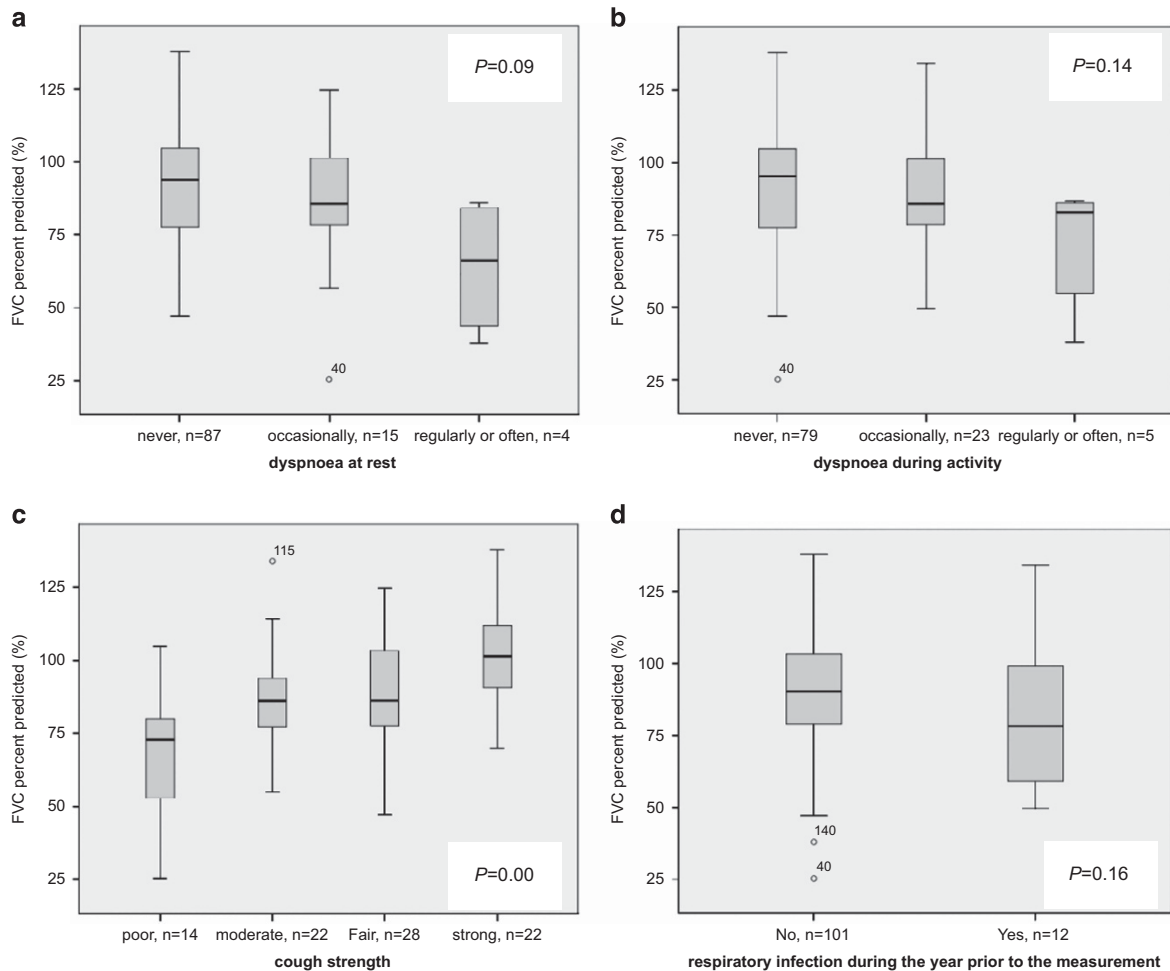 a
P=0.09
FVC percent predicted (%)
125
100
75
50
25
40
never, n=87 occasionally, n=15 regularly or often, n=4
dyspnoea at rest
b
P=0.14
FVC percent predicted (%)
125
100
75
50
25
40
never, n=79 occasionally, n=23 regularly or often, n=5
dyspnoea during activity
c
115
FVC percent predicted (%)
125
100
75
50
25
P=0.00
poor, n=14 moderate, n=22 Fair, n=28 strong, n=22
cough strength
d
FVC percent predicted (%)
125
100
75
50
25
140
40
P=0.16
No, n=101 Yes, n=12
respiratory infection during the year prior to the measurement